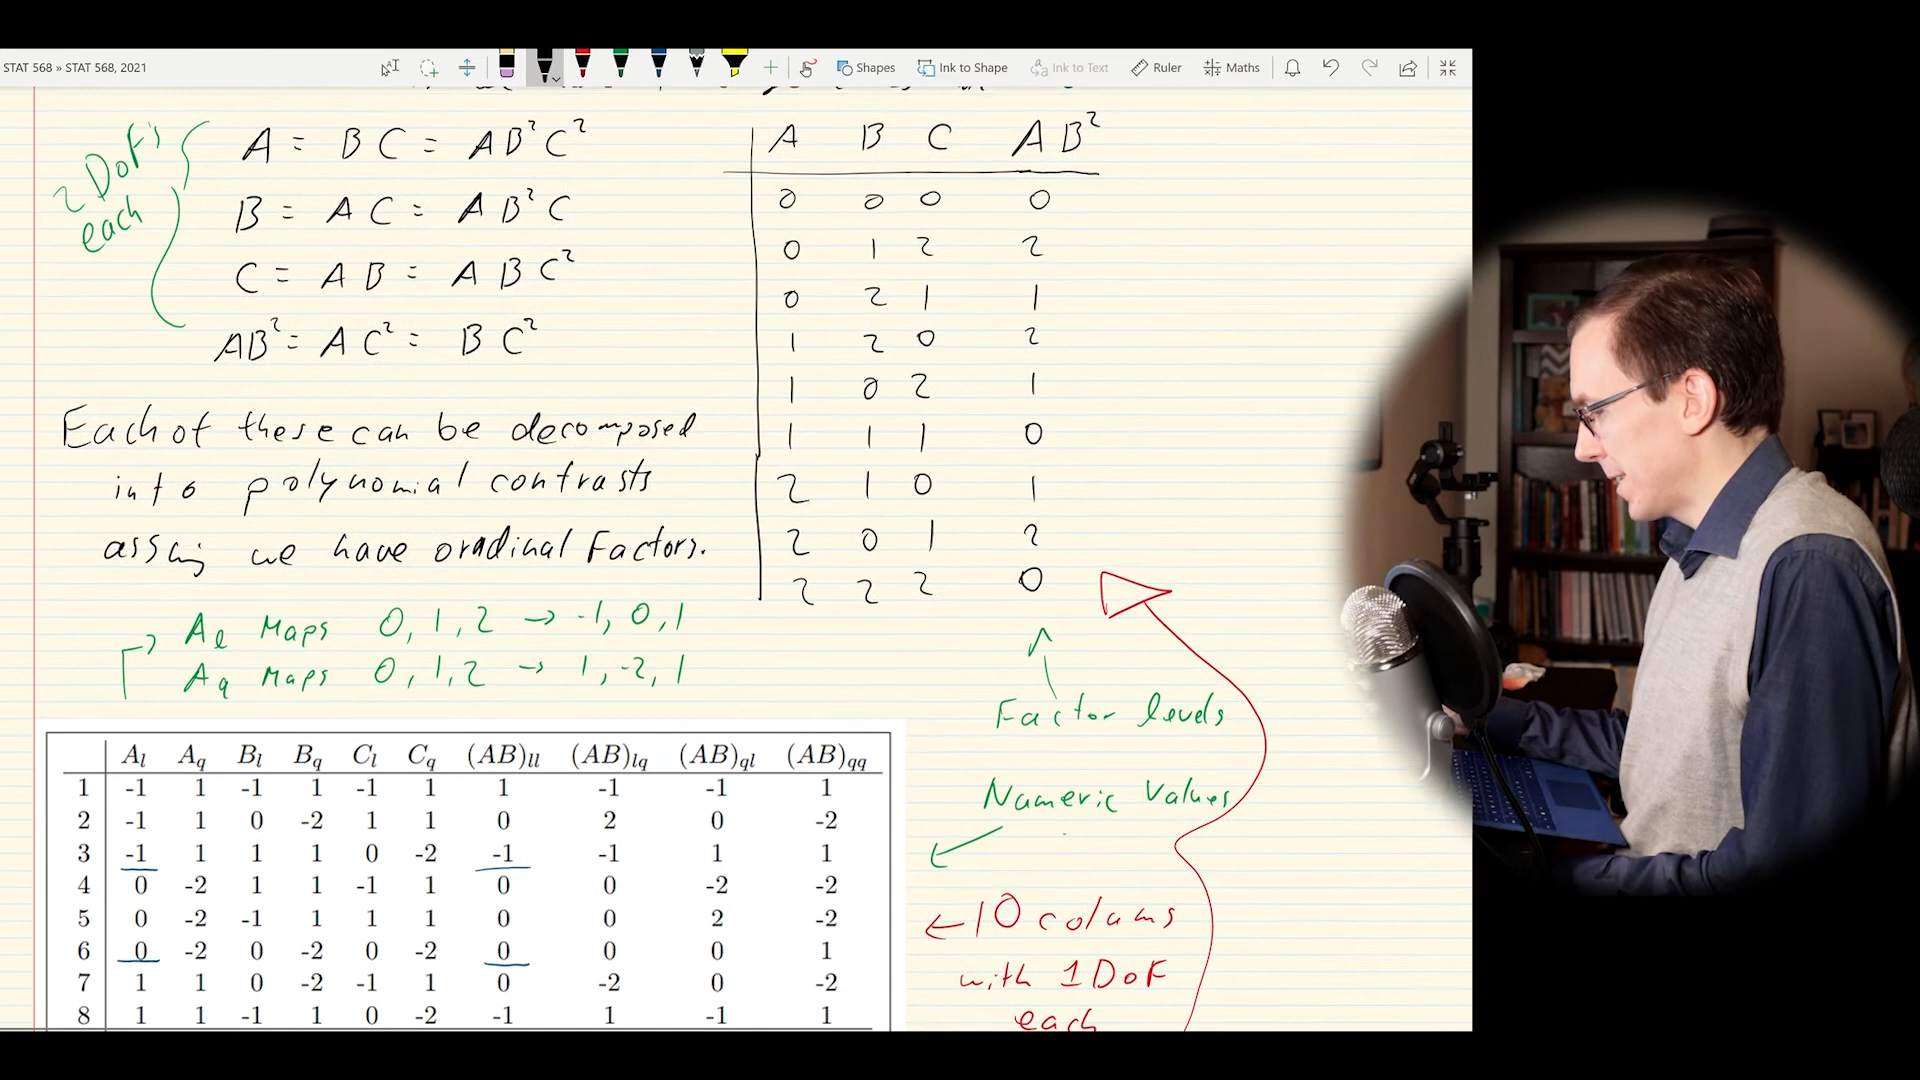 STAT 568 » STAT 568, 2021
Shapes Ink to Shape Ink to Text Ruler Maths
2 DoF's
each
A = BC = AB²C²
B = AC = AB²C
C = AB = ABC²
AB² = AC² = BC²
Each of these can be decomposed
into polynomial contrasts
assming we have oradinal Factors.
A_l Maps 0, 1, 2 → -1, 0, 1
A_q Maps 0, 1, 2 → 1, -2, 1
A B C AB²
0 0 0 0
0 1 2 2
0 2 1 1
1 2 0 2
1 0 2 1
1 1 1 0
2 1 0 1
2 0 1 2
2 2 2 0
Factor levels
Numeric Values
← 10 colums
with 1 DoF
each
A_l A_q B_l B_q C_l C_q (AB)_ll (AB)_lq (AB)_ql (AB)_qq
1 -1 1 -1 1 -1 1 1 -1 -1 1
2 -1 1 0 -2 1 1 0 2 0 -2
3 -1 1 1 1 0 -2 -1 -1 1 1
4 0 -2 1 1 -1 1 0 0 -2 -2
5 0 -2 -1 1 1 1 0 0 2 -2
6 0 -2 0 -2 0 -2 0 0 0 1
7 1 1 0 -2 -1 1 0 -2 0 -2
8 1 1 -1 1 0 -2 -1 1 -1 1